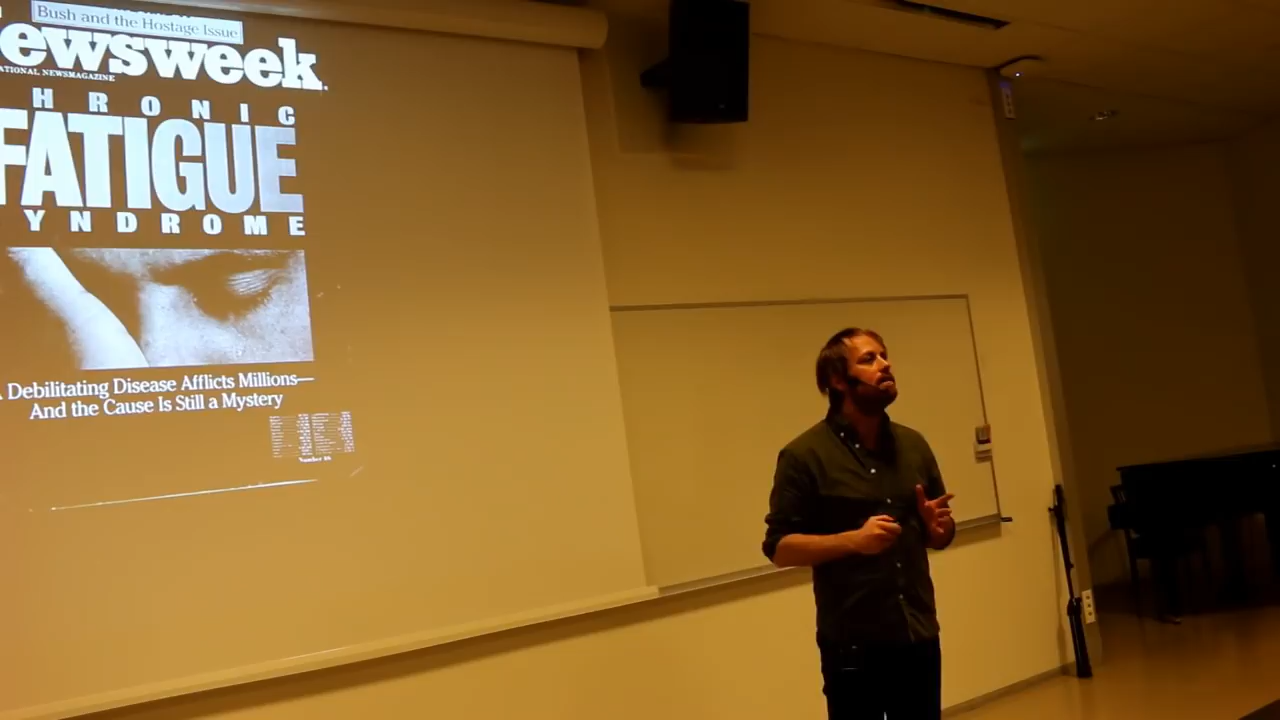 Bush and the Hostage Issue
ewsweek
ATIONAL NEWSMAGAZINE
HRONIC
FATIGUE
YNDROME
Debilitating Disease Afflicts Millions—
And the Cause Is Still a Mystery